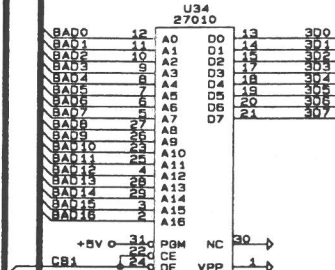 U34
27010
BAD0 12 A0 D0 13 3D0
BAD1 11 A1 D1 14 3D1
BAD2 10 A2 D2 15 3D2
BAD3 9 A3 D3 17 3D3
BAD4 8 A4 D4 18 3D4
BAD5 7 A5 D5 19 3D5
BAD6 6 A6 D6 20 3D6
BAD7 5 A7 D7 21 3D7
BAD8 27 A8
BAD9 26 A9
BAD10 23 A10
BAD11 25 A11
BAD12 4 A12
BAD13 28 A13
BAD14 29 A14
BAD15 3 A15
BAD16 2 A16
+5V 31 PGM NC 30
22 CE
CB1 24 OE VPP 1